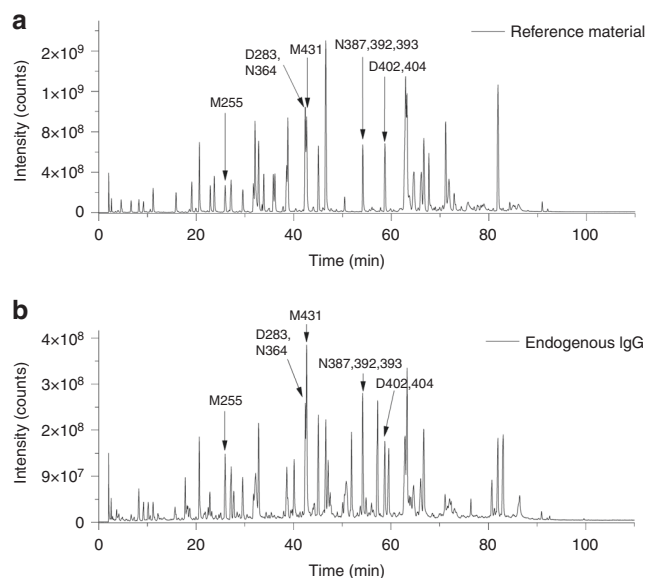 a
Reference material
N387,392,393
M431
D283,
N364
D402,404
M255
Intensity (counts)
2×10⁹
1×10⁹
8×10⁸
4×10⁸
0
0 20 40 60 80 100
Time (min)
b
Endogenous IgG
M431
D283,
N364
N387,392,393
D402,404
M255
Intensity (counts)
4×10⁸
3×10⁸
2×10⁸
9×10⁷
0
0 20 40 60 80 100
Time (min)